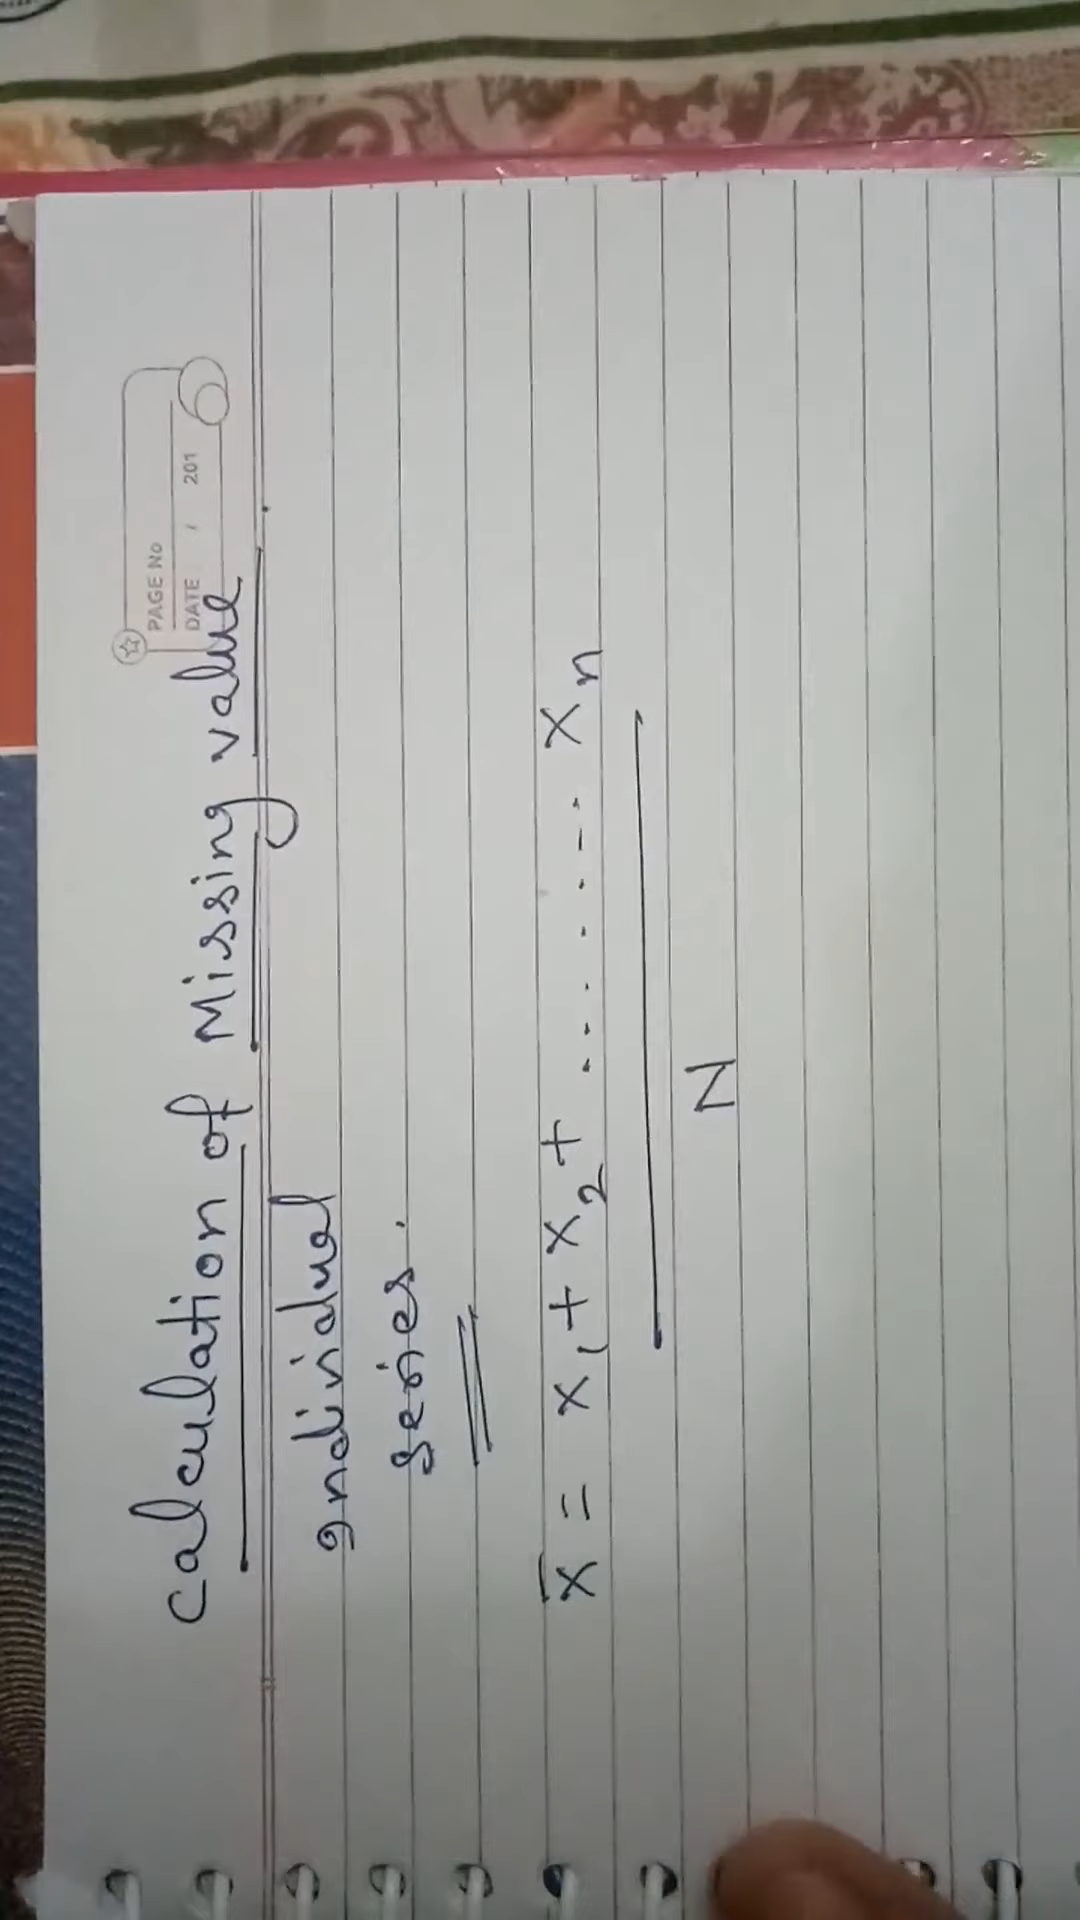 PAGE No
DATE / 201
Calculation of Missing value
Individual
series.
x̄ = x₁ + x₂ + ........ xₙ
N